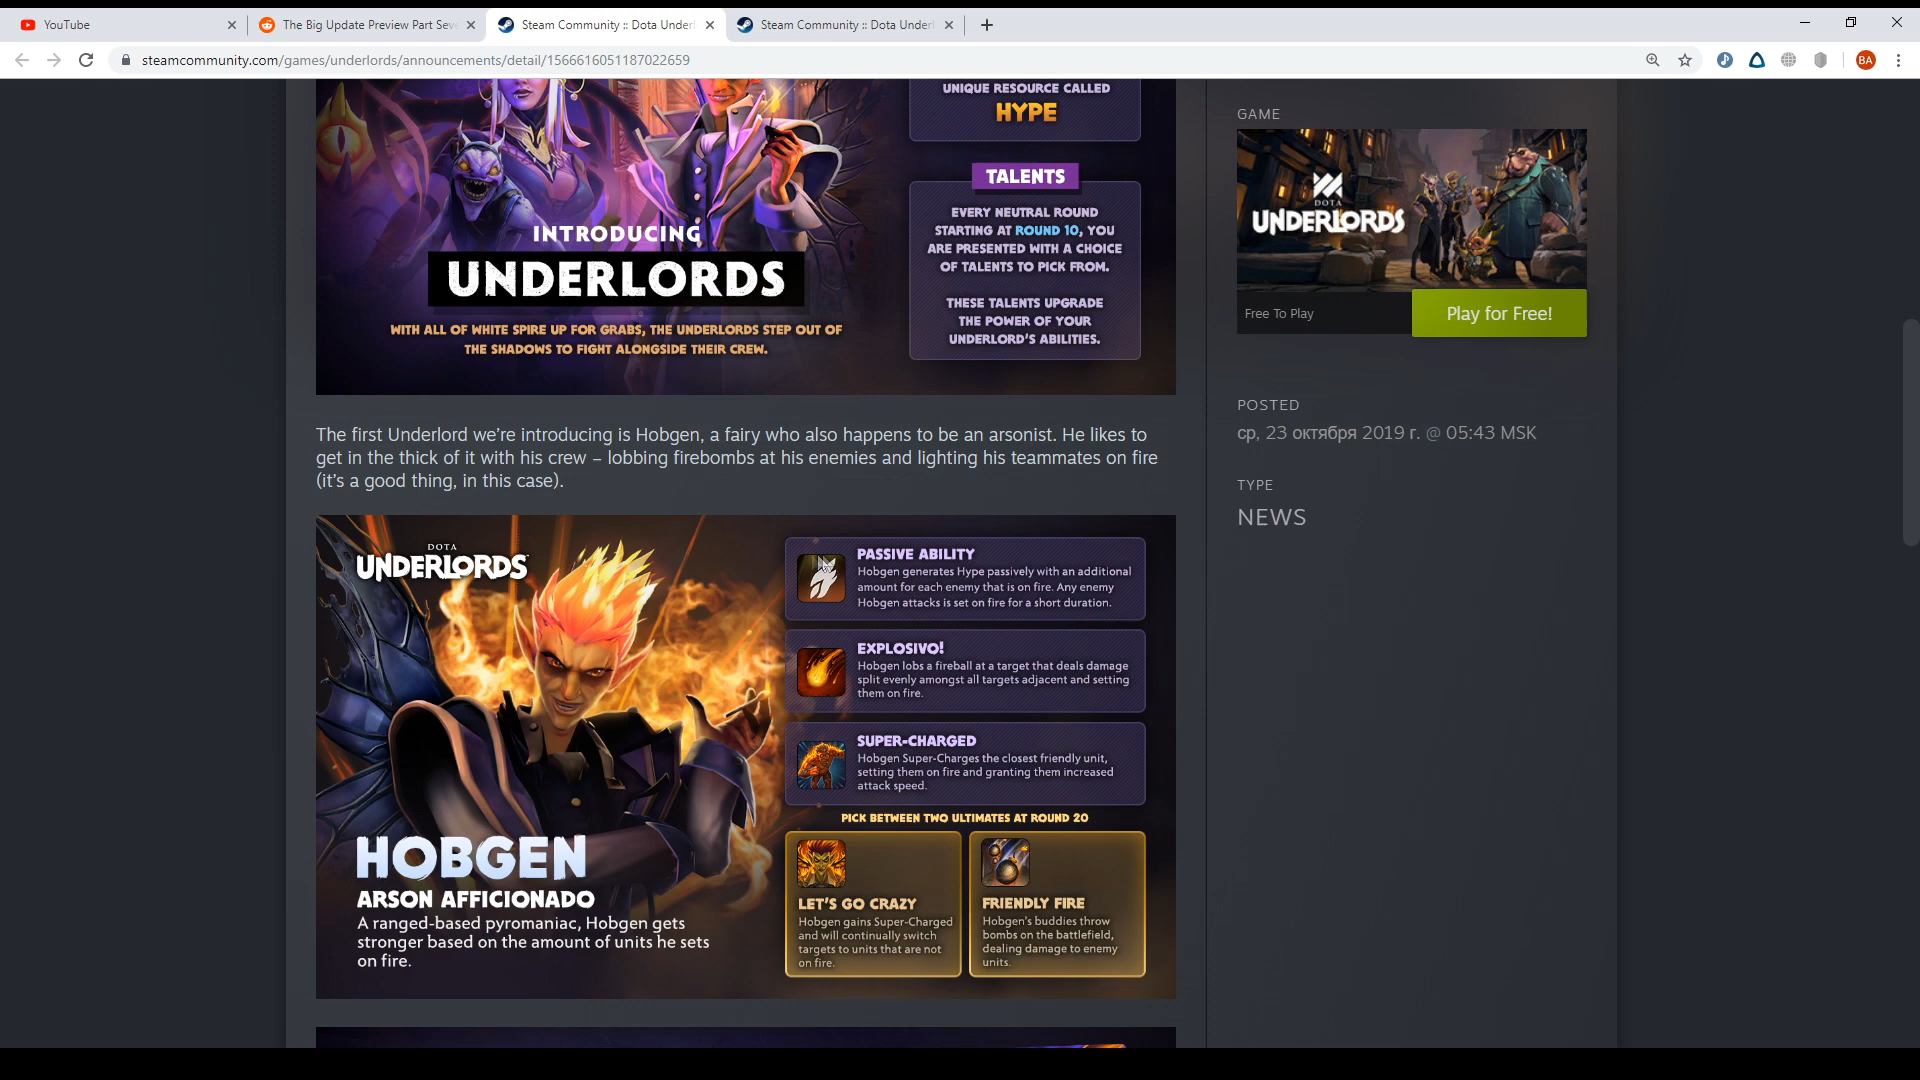 YouTube
The Big Update Preview Part Sev
Steam Community :: Dota Underl
Steam Community :: Dota Underl
steamcommunity.com/games/underlords/announcements/detail/1566616051187022659
BA
UNIQUE RESOURCE CALLED
HYPE
TALENTS
EVERY NEUTRAL ROUND
STARTING AT ROUND 10, YOU
ARE PRESENTED WITH A CHOICE
OF TALENTS TO PICK FROM.
THESE TALENTS UPGRADE
THE POWER OF YOUR
UNDERLORD'S ABILITIES.
INTRODUCING
UNDERLORDS
WITH ALL OF WHITE SPIRE UP FOR GRABS, THE UNDERLORDS STEP OUT OF
THE SHADOWS TO FIGHT ALONGSIDE THEIR CREW.
The first Underlord we're introducing is Hobgen, a fairy who also happens to be an arsonist. He likes to
get in the thick of it with his crew – lobbing firebombs at his enemies and lighting his teammates on fire
(it's a good thing, in this case).
DOTA
UNDERLORDS
HOBGEN
ARSON AFFICIONADO
A ranged-based pyromaniac, Hobgen gets
stronger based on the amount of units he sets
on fire.
PASSIVE ABILITY
Hobgen generates Hype passively with an additional
amount for each enemy that is on fire. Any enemy
Hobgen attacks is set on fire for a short duration.
EXPLOSIVO!
Hobgen lobs a fireball at a target that deals damage
split evenly amongst all targets adjacent and setting
them on fire.
SUPER-CHARGED
Hobgen Super-Charges the closest friendly unit,
setting them on fire and granting them increased
attack speed.
PICK BETWEEN TWO ULTIMATES AT ROUND 20
LET'S GO CRAZY
Hobgen gains Super-Charged
and will continually switch
targets to units that are not
on fire.
FRIENDLY FIRE
Hobgen's buddies throw
bombs on the battlefield,
dealing damage to enemy
units.
GAME
DOTA
UNDERLORDS
Free To Play
Play for Free!
POSTED
ср, 23 октября 2019 г. @ 05:43 MSK
TYPE
NEWS